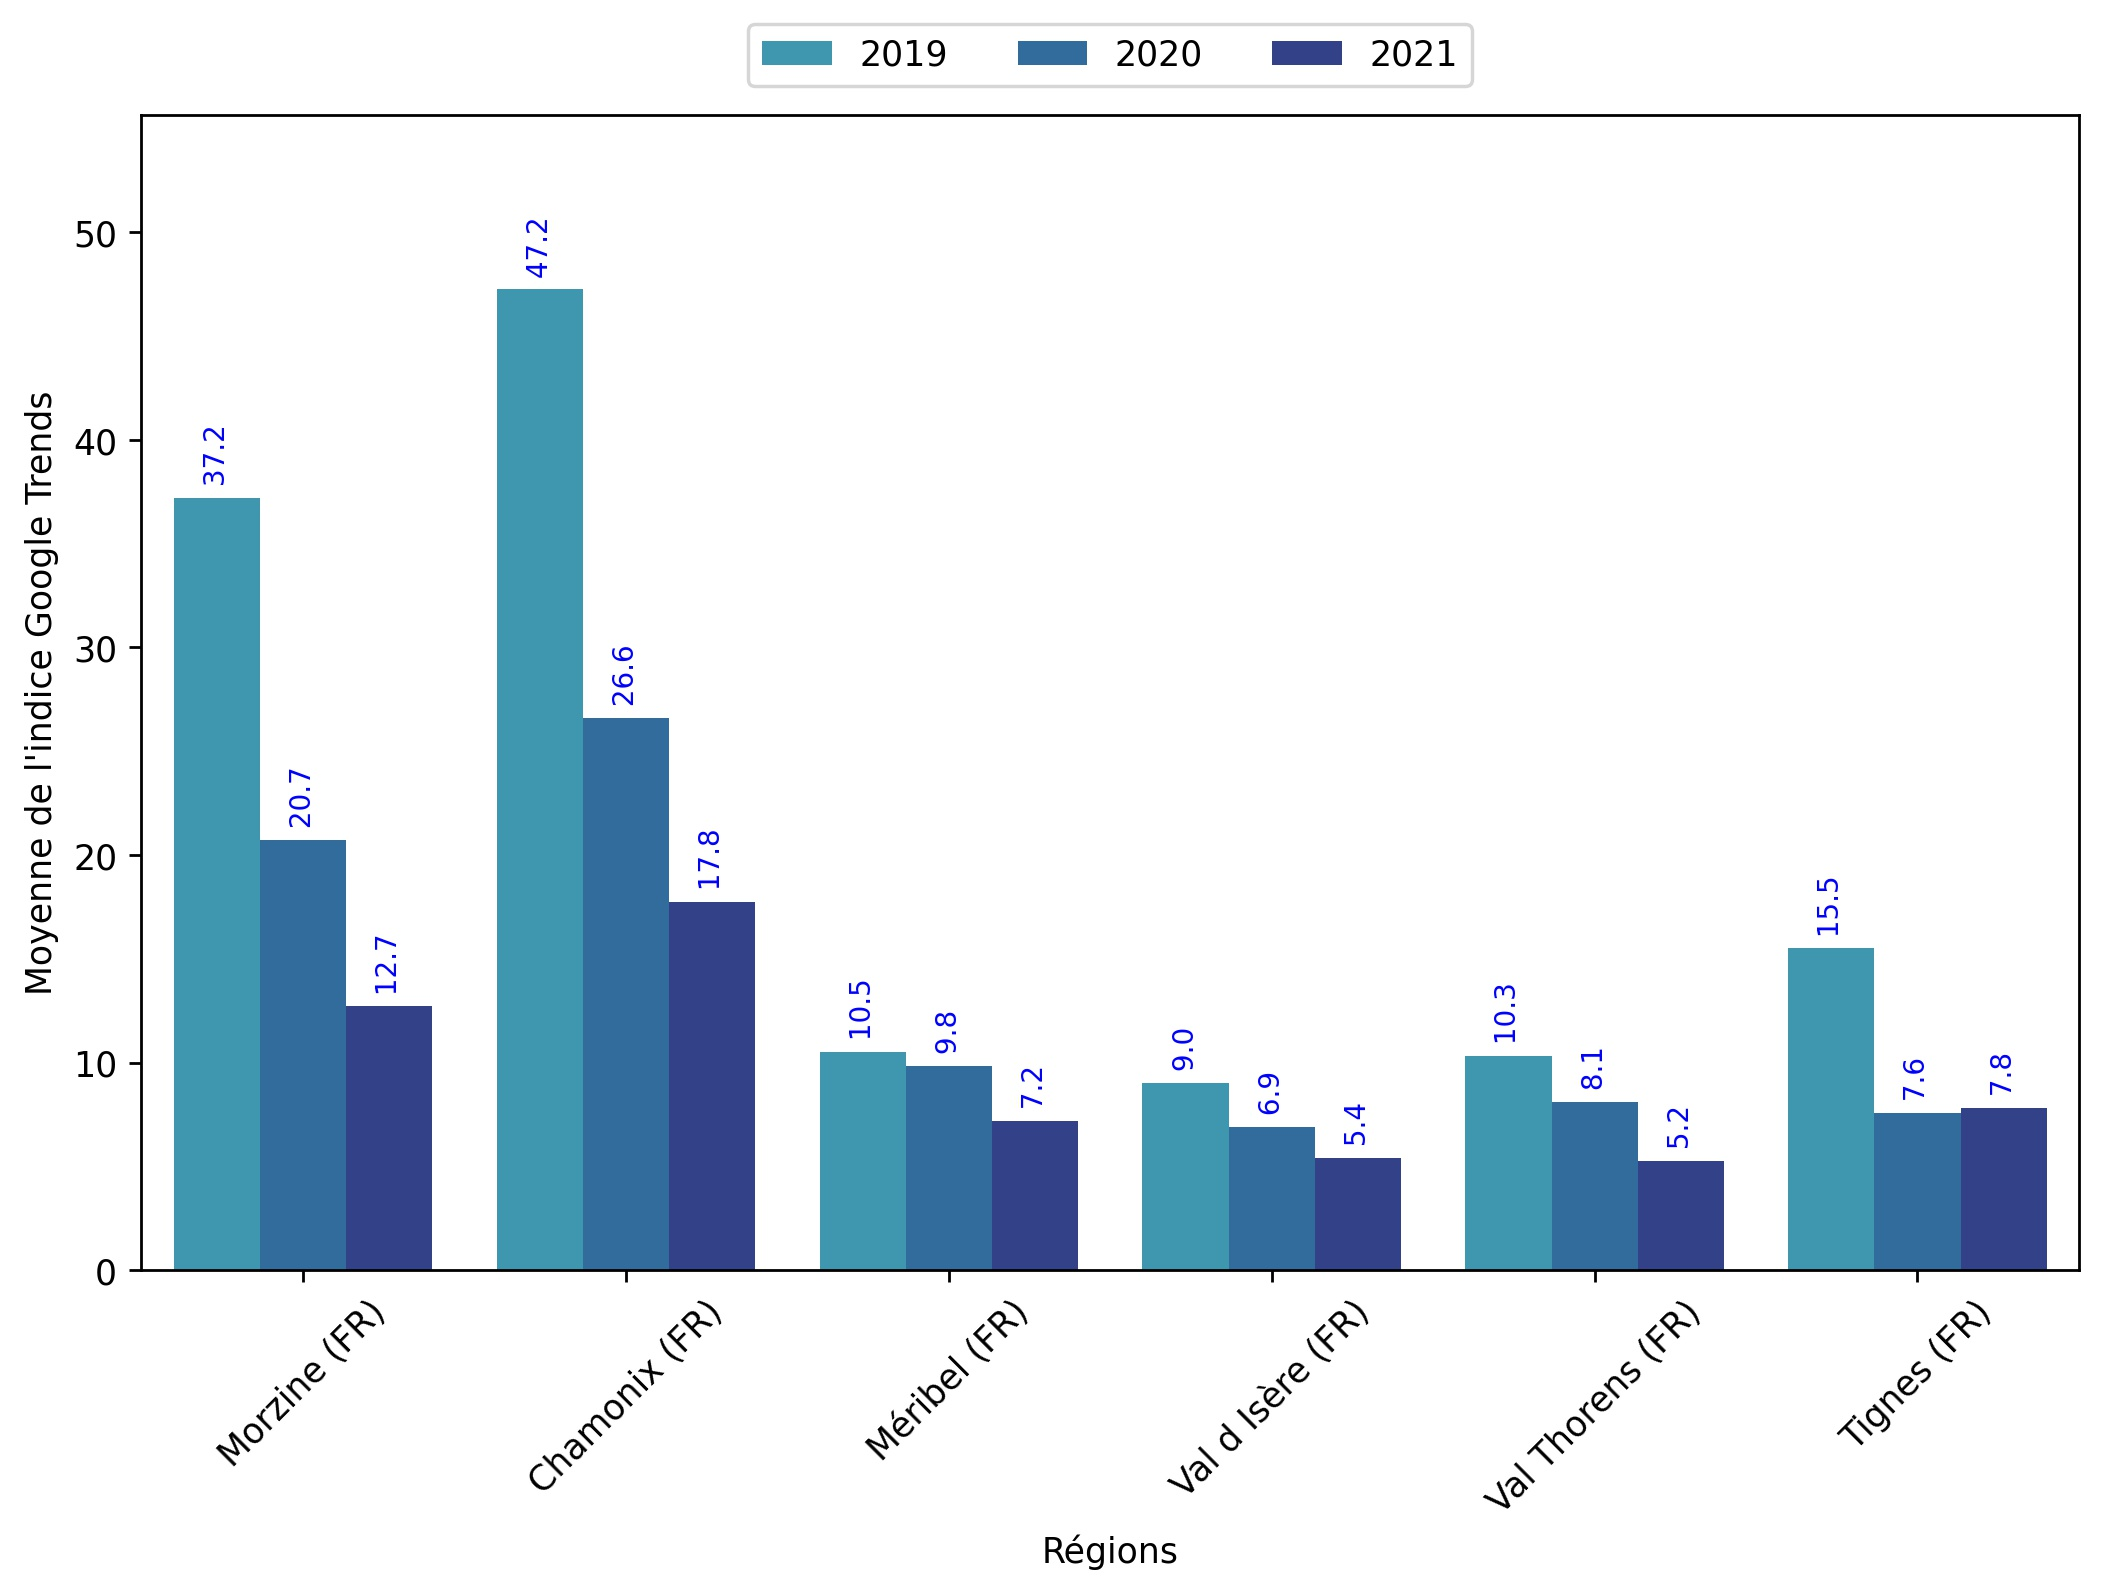 2019 2020 2021
Moyenne de l'indice Google Trends
50
40
30
20
10
0
37.2 20.7 12.7
47.2 26.6 17.8
10.5 9.8 7.2
9.0 6.9 5.4
10.3 8.1 5.2
15.5 7.6 7.8
Morzine (FR)
Chamonix (FR)
Méribel (FR)
Val d Isère (FR)
Val Thorens (FR)
Tignes (FR)
Régions